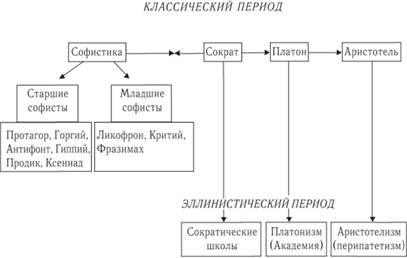 КЛАССИЧЕСКИЙ ПЕРИОД
Софистика
Сократ
Платон
Аристотель
Старшие
софисты
Младшие
софисты
Протагор, Горгий,
Антифонт, Гиппий,
Продик, Ксениад
Ликофрон, Критий,
Фразимах
ЭЛЛИНИСТИЧЕСКИЙ ПЕРИОД
Сократические
школы
Платонизм
(Академия)
Аристотелизм
(перипатетизм)